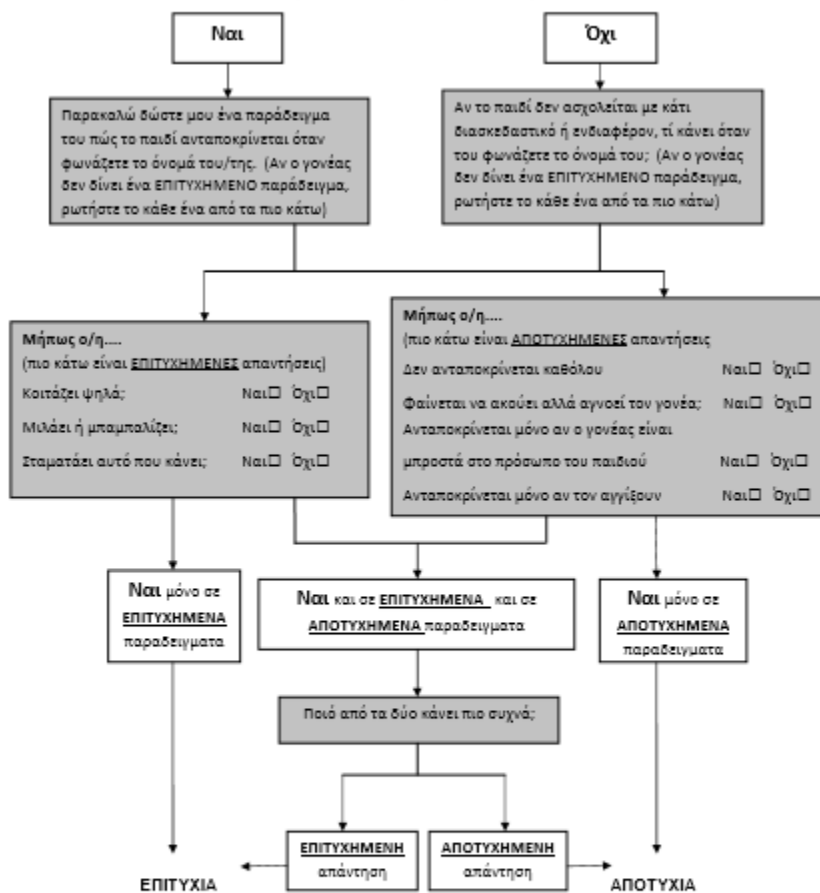 Ναι
Όχι
Παρακαλώ δώστε μου ένα παράδειγμα
του πώς το παιδί ανταποκρίνεται όταν
φωνάζετε το όνομά του/της. (Αν ο γονέας
δεν δίνει ένα ΕΠΙΤΥΧΗΜΕΝΟ παράδειγμα,
ρωτήστε το κάθε ένα από τα πιο κάτω)
Αν το παιδί δεν ασχολείται με κάτι
διασκεδαστικό ή ενδιαφέρον, τί κάνει όταν
του φωνάζετε το όνομά του; (Αν ο γονέας
δεν δίνει ένα ΕΠΙΤΥΧΗΜΕΝΟ παράδειγμα,
ρωτήστε το κάθε ένα από τα πιο κάτω)
Μήπως ο/η....
(πιο κάτω είναι ΕΠΙΤΥΧΗΜΕΝΕΣ απαντήσεις)
Κοιτάζει ψηλά; Ναι□ Όχι□
Μιλάει ή μπαμπαλίζει; Ναι□ Όχι□
Σταματάει αυτό που κάνει; Ναι□ Όχι□
Μήπως ο/η....
(πιο κάτω είναι ΑΠΟΤΥΧΗΜΕΝΕΣ απαντήσεις
Δεν ανταποκρίνεται καθόλου Ναι□ Όχι□
Φαίνεται να ακούει αλλά αγνοεί τον γονέα; Ναι□ Όχι□
Ανταποκρίνεται μόνο αν ο γονέας είναι
μπροστά στο πρόσωπο του παιδιού Ναι□ Όχι□
Ανταποκρίνεται μόνο αν τον αγγίξουν Ναι□ Όχι□
Ναι μόνο σε
ΕΠΙΤΥΧΗΜΕΝΑ
παραδειγματα
Ναι και σε ΕΠΙΤΥΧΗΜΕΝΑ και σε
ΑΠΟΤΥΧΗΜΕΝΑ παραδειγματα
Ναι μόνο σε
ΑΠΟΤΥΧΗΜΕΝΑ
παραδειγματα
Ποιό από τα δύο κάνει πιο συχνά;
ΕΠΙΤΥΧΗΜΕΝΗ
απάντηση
ΑΠΟΤΥΧΗΜΕΝΗ
απάντηση
ΕΠΙΤΥΧΙΑ
ΑΠΟΤΥΧΙΑ